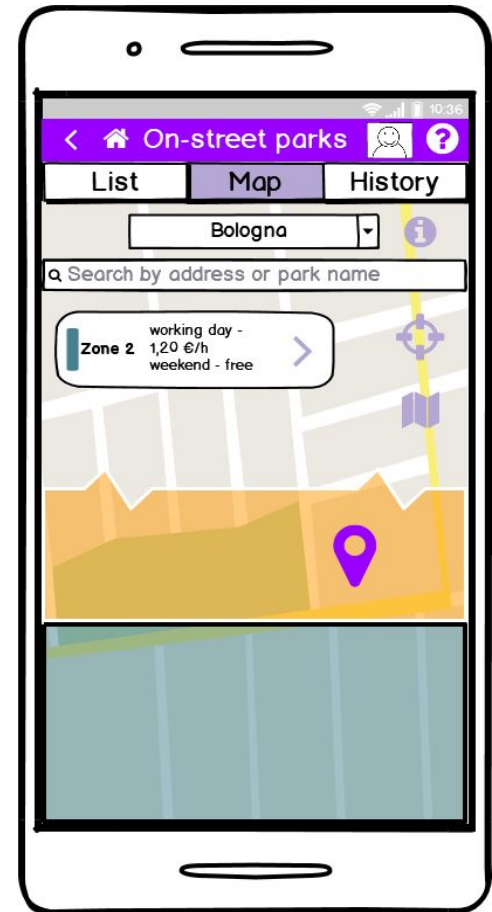 10:36
On-street parks
?
List Map History
Bologna
i
Search by address or park name
Zone 2
working day -
1,20 €/h
weekend - free